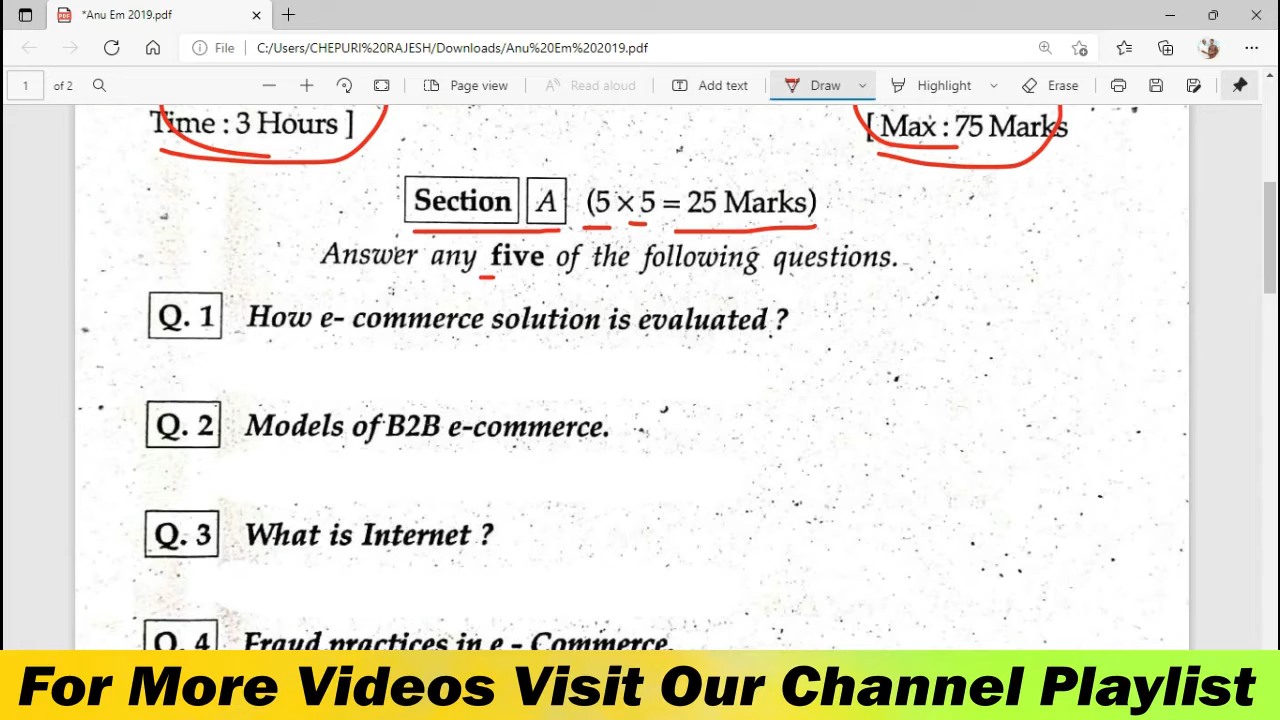 *Anu Em 2019.pdf
File C:/Users/CHEPURI%20RAJESH/Downloads/Anu%20Em%202019.pdf
1 of 2 Page view Read aloud Add text Draw Highlight Erase
Time : 3 Hours ] [ Max : 75 Marks
Section A (5 × 5 = 25 Marks)
Answer any five of the following questions.
Q. 1 How e- commerce solution is evaluated ?
Q. 2 Models of B2B e-commerce.
Q. 3 What is Internet ?
Q. 4 Fraud practices in e - Commerce.
For More Videos Visit Our Channel Playlist